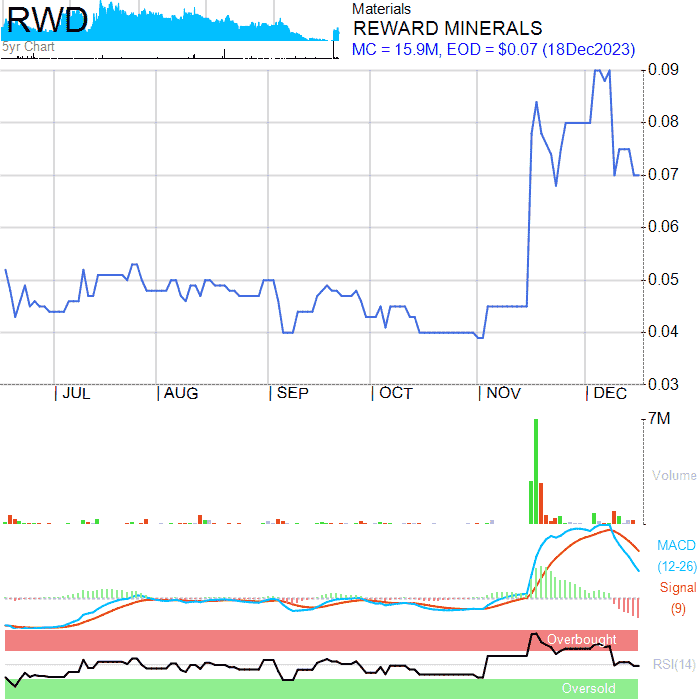 RWD
5yr Chart
Materials
REWARD MINERALS
MC = 15.9M, EOD = $0.07 (18Dec2023)
0.09
0.08
0.07
0.06
0.05
0.04
0.03
JUL AUG SEP OCT NOV DEC
7M
Volume
MACD
(12-26)
Signal
(9)
Overbought
RSI(14)
Oversold